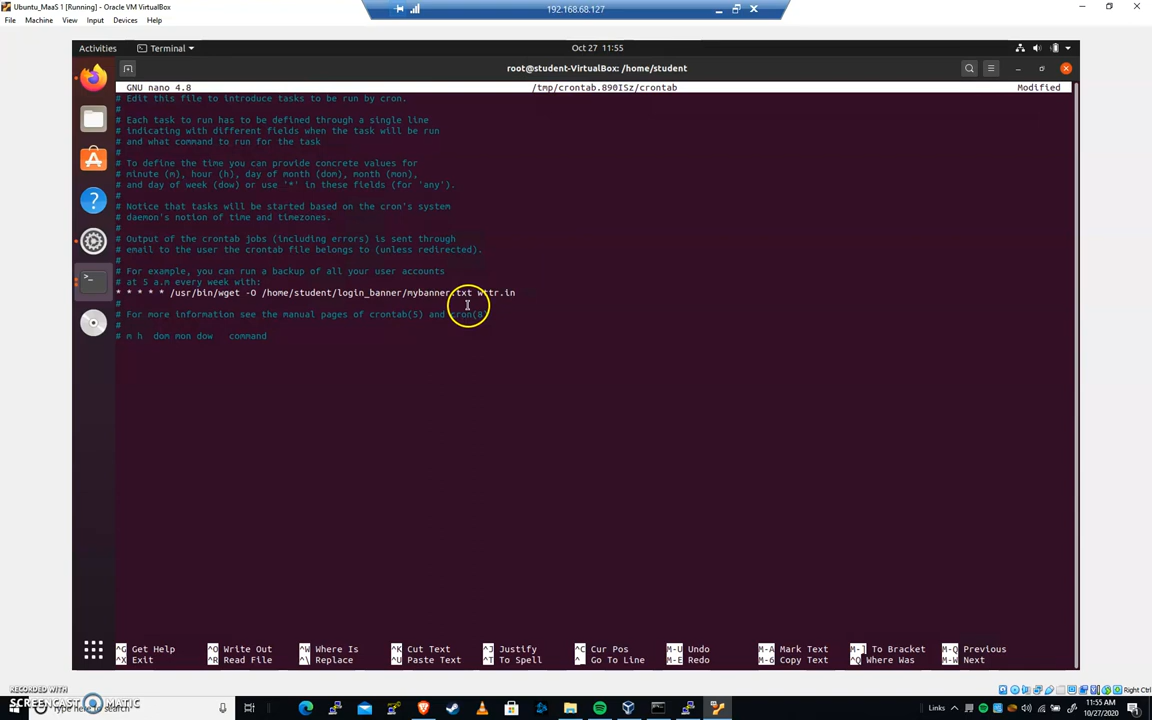 Ubuntu_MaaS 1 [Running] - Oracle VM VirtualBox
192.168.68.127
File Machine View Input Devices Help
Activities Terminal Oct 27 11:55
root@student-VirtualBox: /home/student
GNU nano 4.8 /tmp/crontab.890ISz/crontab Modified
# Edit this file to introduce tasks to be run by cron.
#
# Each task to run has to be defined through a single line
# indicating with different fields when the task will be run
# and what command to run for the task
#
# To define the time you can provide concrete values for
# minute (m), hour (h), day of month (dom), month (mon),
# and day of week (dow) or use '*' in these fields (for 'any').
#
# Notice that tasks will be started based on the cron's system
# daemon's notion of time and timezones.
#
# Output of the crontab jobs (including errors) is sent through
# email to the user the crontab file belongs to (unless redirected).
#
# For example, you can run a backup of all your user accounts
# at 5 a.m every week with:
* * * * * /usr/bin/wget -O /home/student/login_banner/mybanner.txt wttr.in
#
# For more information see the manual pages of crontab(5) and cron(8)
#
# m h  dom mon dow   command
^G Get Help ^O Write Out ^W Where Is ^K Cut Text ^J Justify ^C Cur Pos M-U Undo M-A Mark Text M-] To Bracket M-Q Previous
^X Exit ^R Read File ^\ Replace ^U Paste Text ^T To Spell ^_ Go To Line M-E Redo M-6 Copy Text ^Q Where Was M-W Next
RECORDED WITH
SCREENCAST MATIC
Type here to search
Links
Right Ctrl
11:55 AM
10/27/2020